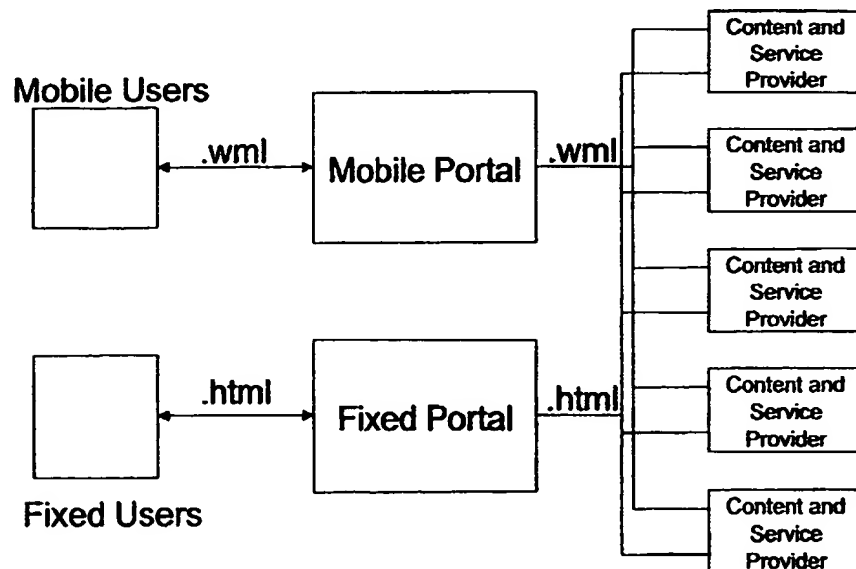 Mobile Users
.wml
Mobile Portal
.wml
Fixed Users
.html
Fixed Portal
.html
Content and
Service
Provider
Content and
Service
Provider
Content and
Service
Provider
Content and
Service
Provider
Content and
Service
Provider